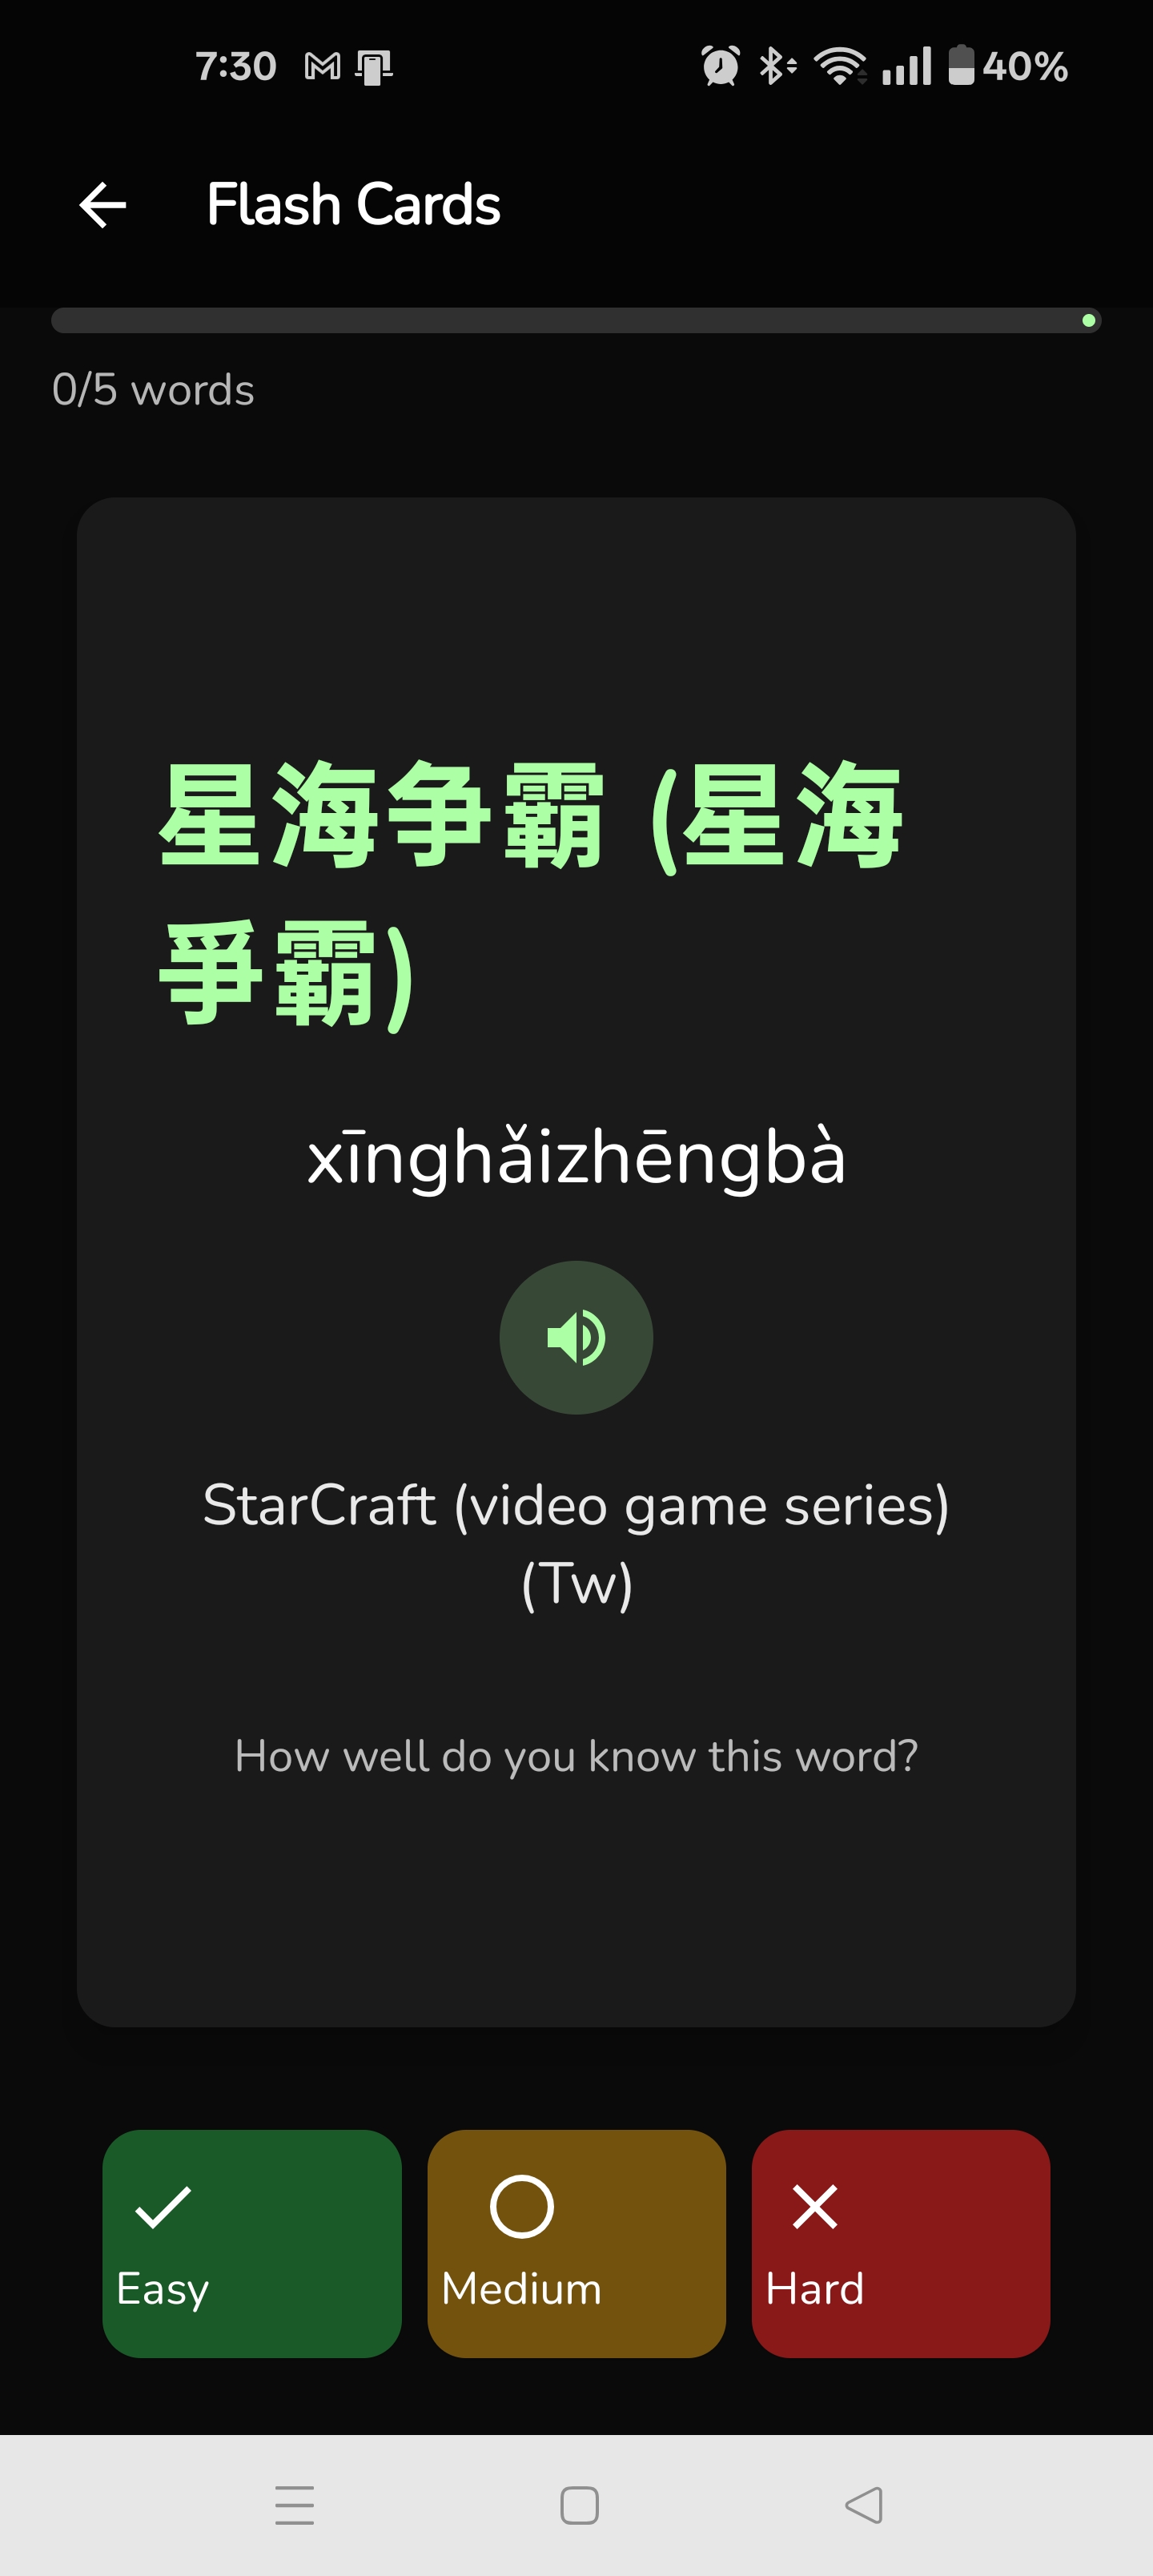 7:30
40%
Flash Cards
0/5 words
星海争霸 (星海
爭霸)
xīnghǎizhēngbà
StarCraft (video game series)
(Tw)
How well do you know this word?
Easy
Medium
Hard